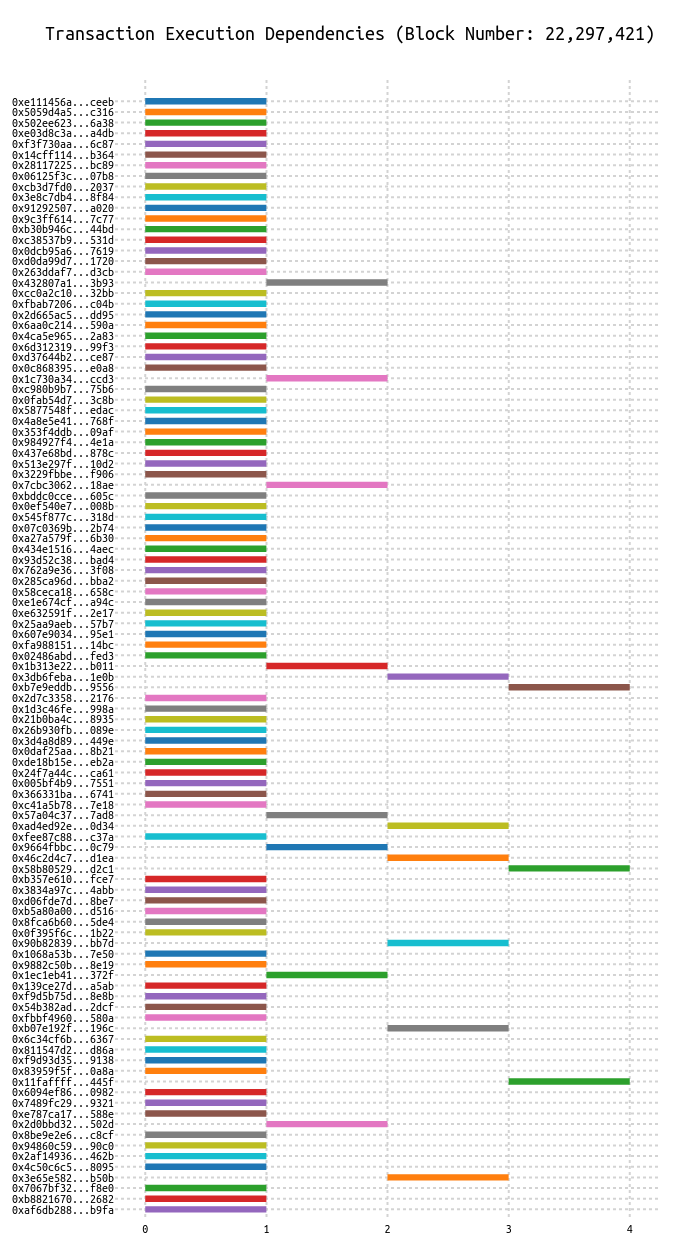 Transaction Execution Dependencies (Block Number: 22,297,421)
0xe111456a...ceeb
0x5059d4a5...c316
0x502ee623...6a38
0xe03d8c3a...a4db
0xf3f730aa...6c87
0x14cff114...b364
0x28117225...bc89
0x06125f3c...07b8
0xcb3d7fd0...2037
0x3e8c7db4...8f84
0x91292507...a020
0x9c3ff614...7c77
0xb30b946c...44bd
0xc38537b9...531d
0x0dcb95a6...7619
0xd0da99d7...1720
0x263ddaf7...d3cb
0x432807a1...3b93
0xcc0a2c10...32bb
0xfbab7206...c04b
0x2d665ac5...dd95
0x6aa0c214...590a
0x4ca5e965...2a83
0x6d312319...99f3
0xd37644b2...ce87
0x0c868395...e0a8
0x1c730a34...ccd3
0xc980b9b7...75b6
0x0fab54d7...3c8b
0x5877548f...edac
0x4a8e5e41...768f
0x353f4ddb...09af
0x984927f4...4e1a
0x437e68bd...878c
0x513e297f...10d2
0x3229fbbe...f906
0x7cbc3062...18ae
0xbddc0cce...605c
0x0ef540e7...008b
0x545f877c...318d
0x07c0369b...2b74
0xa27a579f...6b30
0x434e1516...4aec
0x93d52c38...bad4
0x762a9e36...3f08
0x285ca96d...bba2
0x58ceca18...658c
0xe1e674cf...a94c
0xe632591f...2e17
0x25aa9aeb...57b7
0x607e9034...95e1
0xfa988151...14bc
0x02486abd...fed3
0x1b313e22...b011
0x3db6feba...1e0b
0xb7e9eddb...9556
0x2d7c3358...2176
0x1d3c46fe...998a
0x21b0ba4c...8935
0x26b930fb...089e
0x3d4a8d89...449e
0x0daf25aa...8b21
0xde18b15e...eb2a
0x24f7a44c...ca61
0x005bf4b9...7551
0x366331ba...6741
0xc41a5b78...7e18
0x57a04c37...7ad8
0xad4ed92e...0d34
0xfee87c88...c37a
0x9664fbbc...0c79
0x46c2d4c7...d1ea
0x58b80529...d2c1
0xb357e610...fce7
0x3834a97c...4abb
0xd06fde7d...8be7
0xb5a80a00...d516
0x8fca6b60...5de4
0x0f395f6c...1b22
0x90b82839...bb7d
0x1068a53b...7e50
0x9882c50b...8e19
0x1ec1eb41...372f
0x139ce27d...a5ab
0xf9d5b75d...8e8b
0x54b382ad...2dcf
0xfbbf4960...580a
0xb07e192f...196c
0x6c34cf6b...6367
0x811547d2...d86a
0xf9d93d35...9138
0x83959f5f...0a8a
0x11faffff...445f
0x6094ef86...0982
0x7489fc29...9321
0xe787ca17...588e
0x2d0bbd32...502d
0x8be9e2e6...c8cf
0x94860c59...90c0
0x2af14936...462b
0x4c50c6c5...8095
0x3e65e582...b50b
0x7067bf32...f8e0
0xb8821670...2682
0xaf6db288...b9fa
0 1 2 3 4